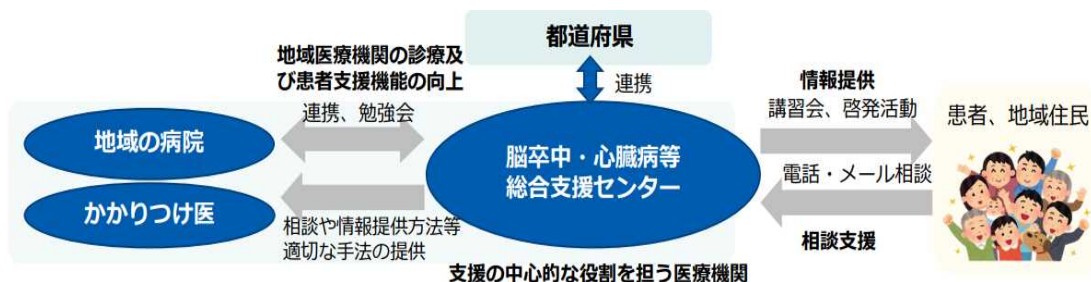 都道府県
地域医療機関の診療及
び患者支援機能の向上
連携
情報提供
連携、勉強会
講習会、啓発活動
患者、地域住民
地域の病院
脳卒中・心臓病等
総合支援センター
電話・メール相談
かかりつけ医
相談や情報提供方法等
適切な手法の提供
相談支援
支援の中心的な役割を担う医療機関